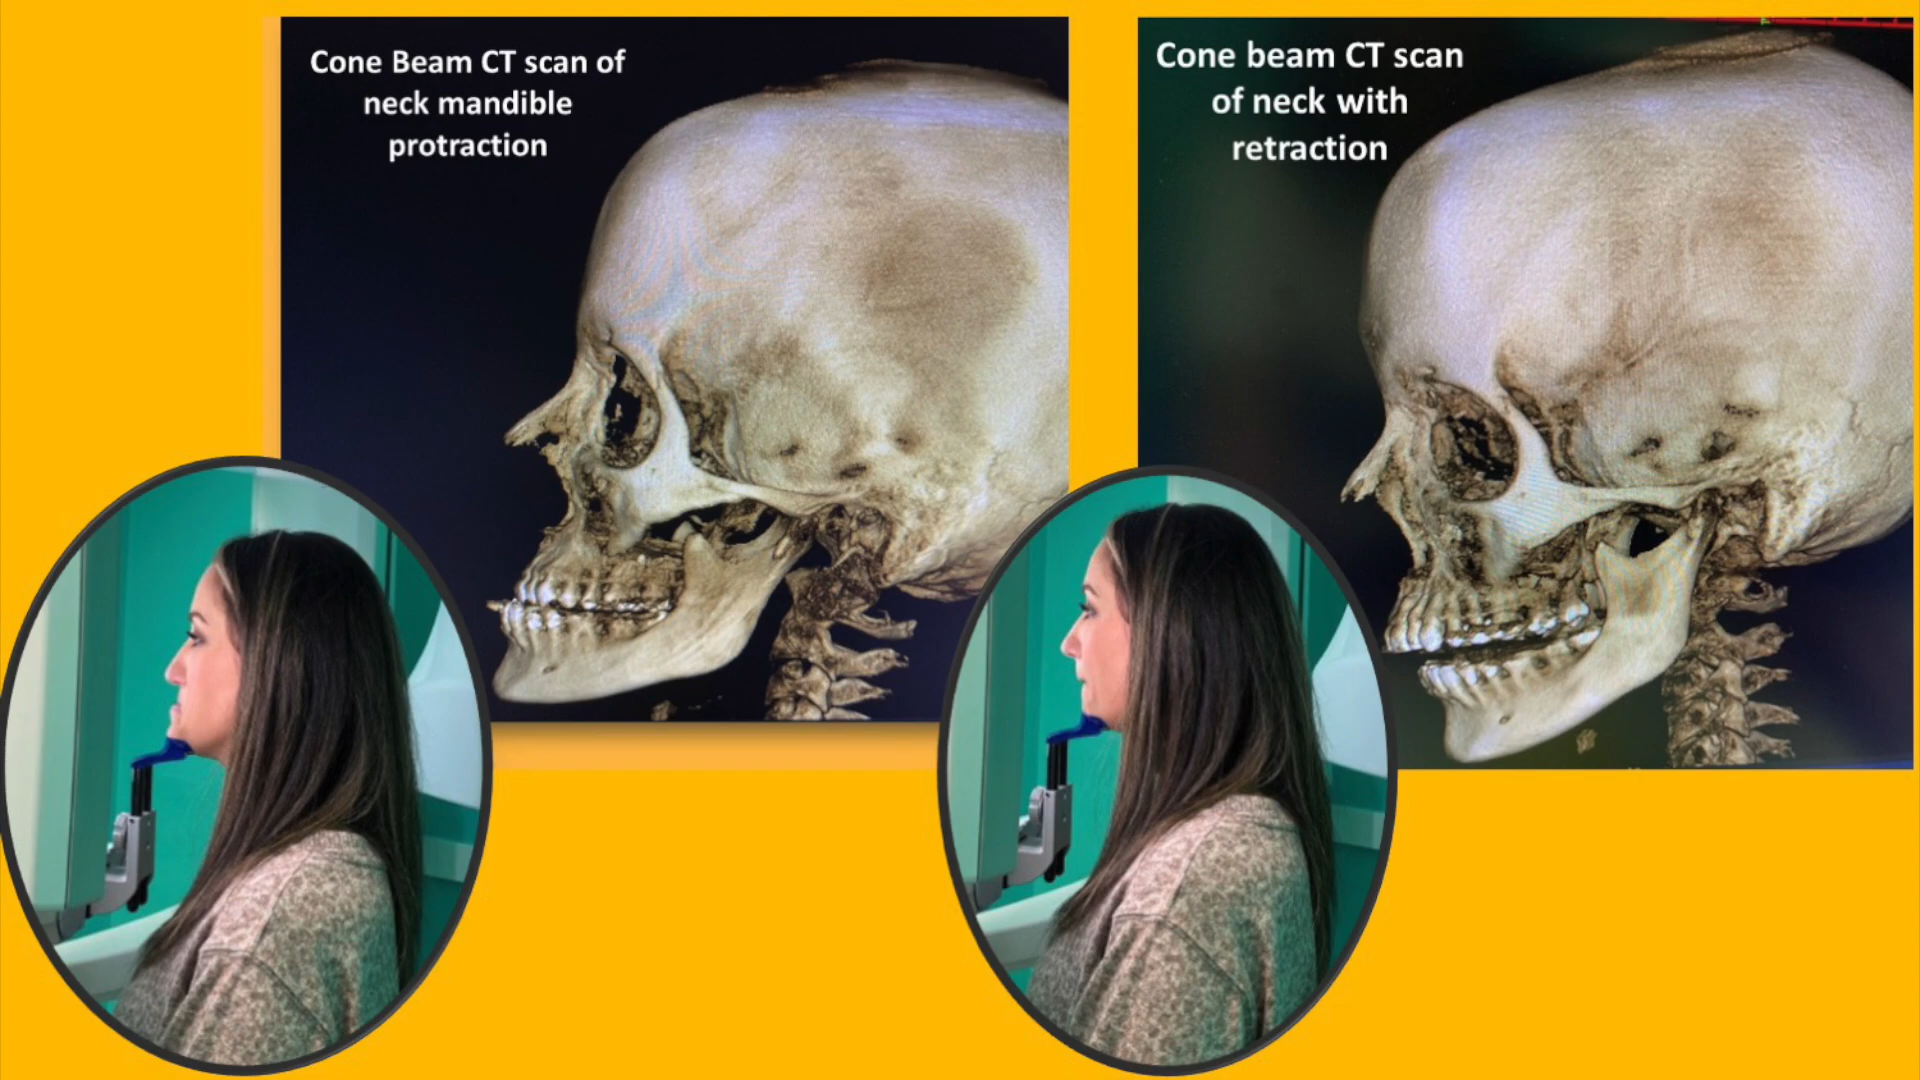 Cone Beam CT scan of
neck mandible
protraction
Cone beam CT scan
of neck with
retraction